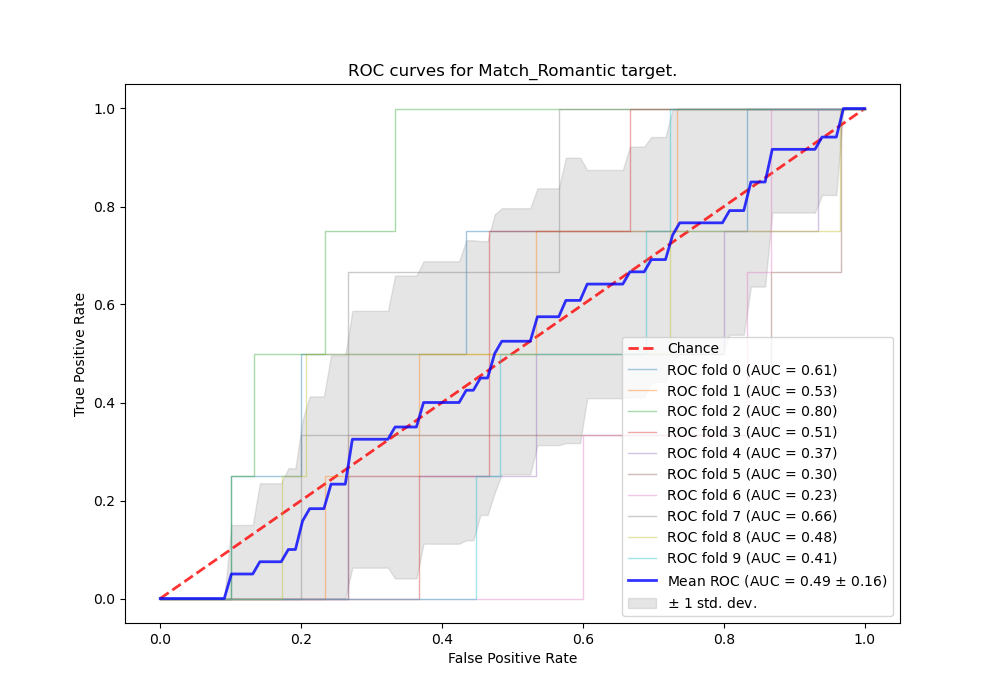 ROC curves for Match_Romantic target.
True Positive Rate
1.0
0.8
0.6
0.4
0.2
0.0
0.0 0.2 0.4 0.6 0.8 1.0
False Positive Rate
Chance
ROC fold 0 (AUC = 0.61)
ROC fold 1 (AUC = 0.53)
ROC fold 2 (AUC = 0.80)
ROC fold 3 (AUC = 0.51)
ROC fold 4 (AUC = 0.37)
ROC fold 5 (AUC = 0.30)
ROC fold 6 (AUC = 0.23)
ROC fold 7 (AUC = 0.66)
ROC fold 8 (AUC = 0.48)
ROC fold 9 (AUC = 0.41)
Mean ROC (AUC = 0.49 ± 0.16)
± 1 std. dev.